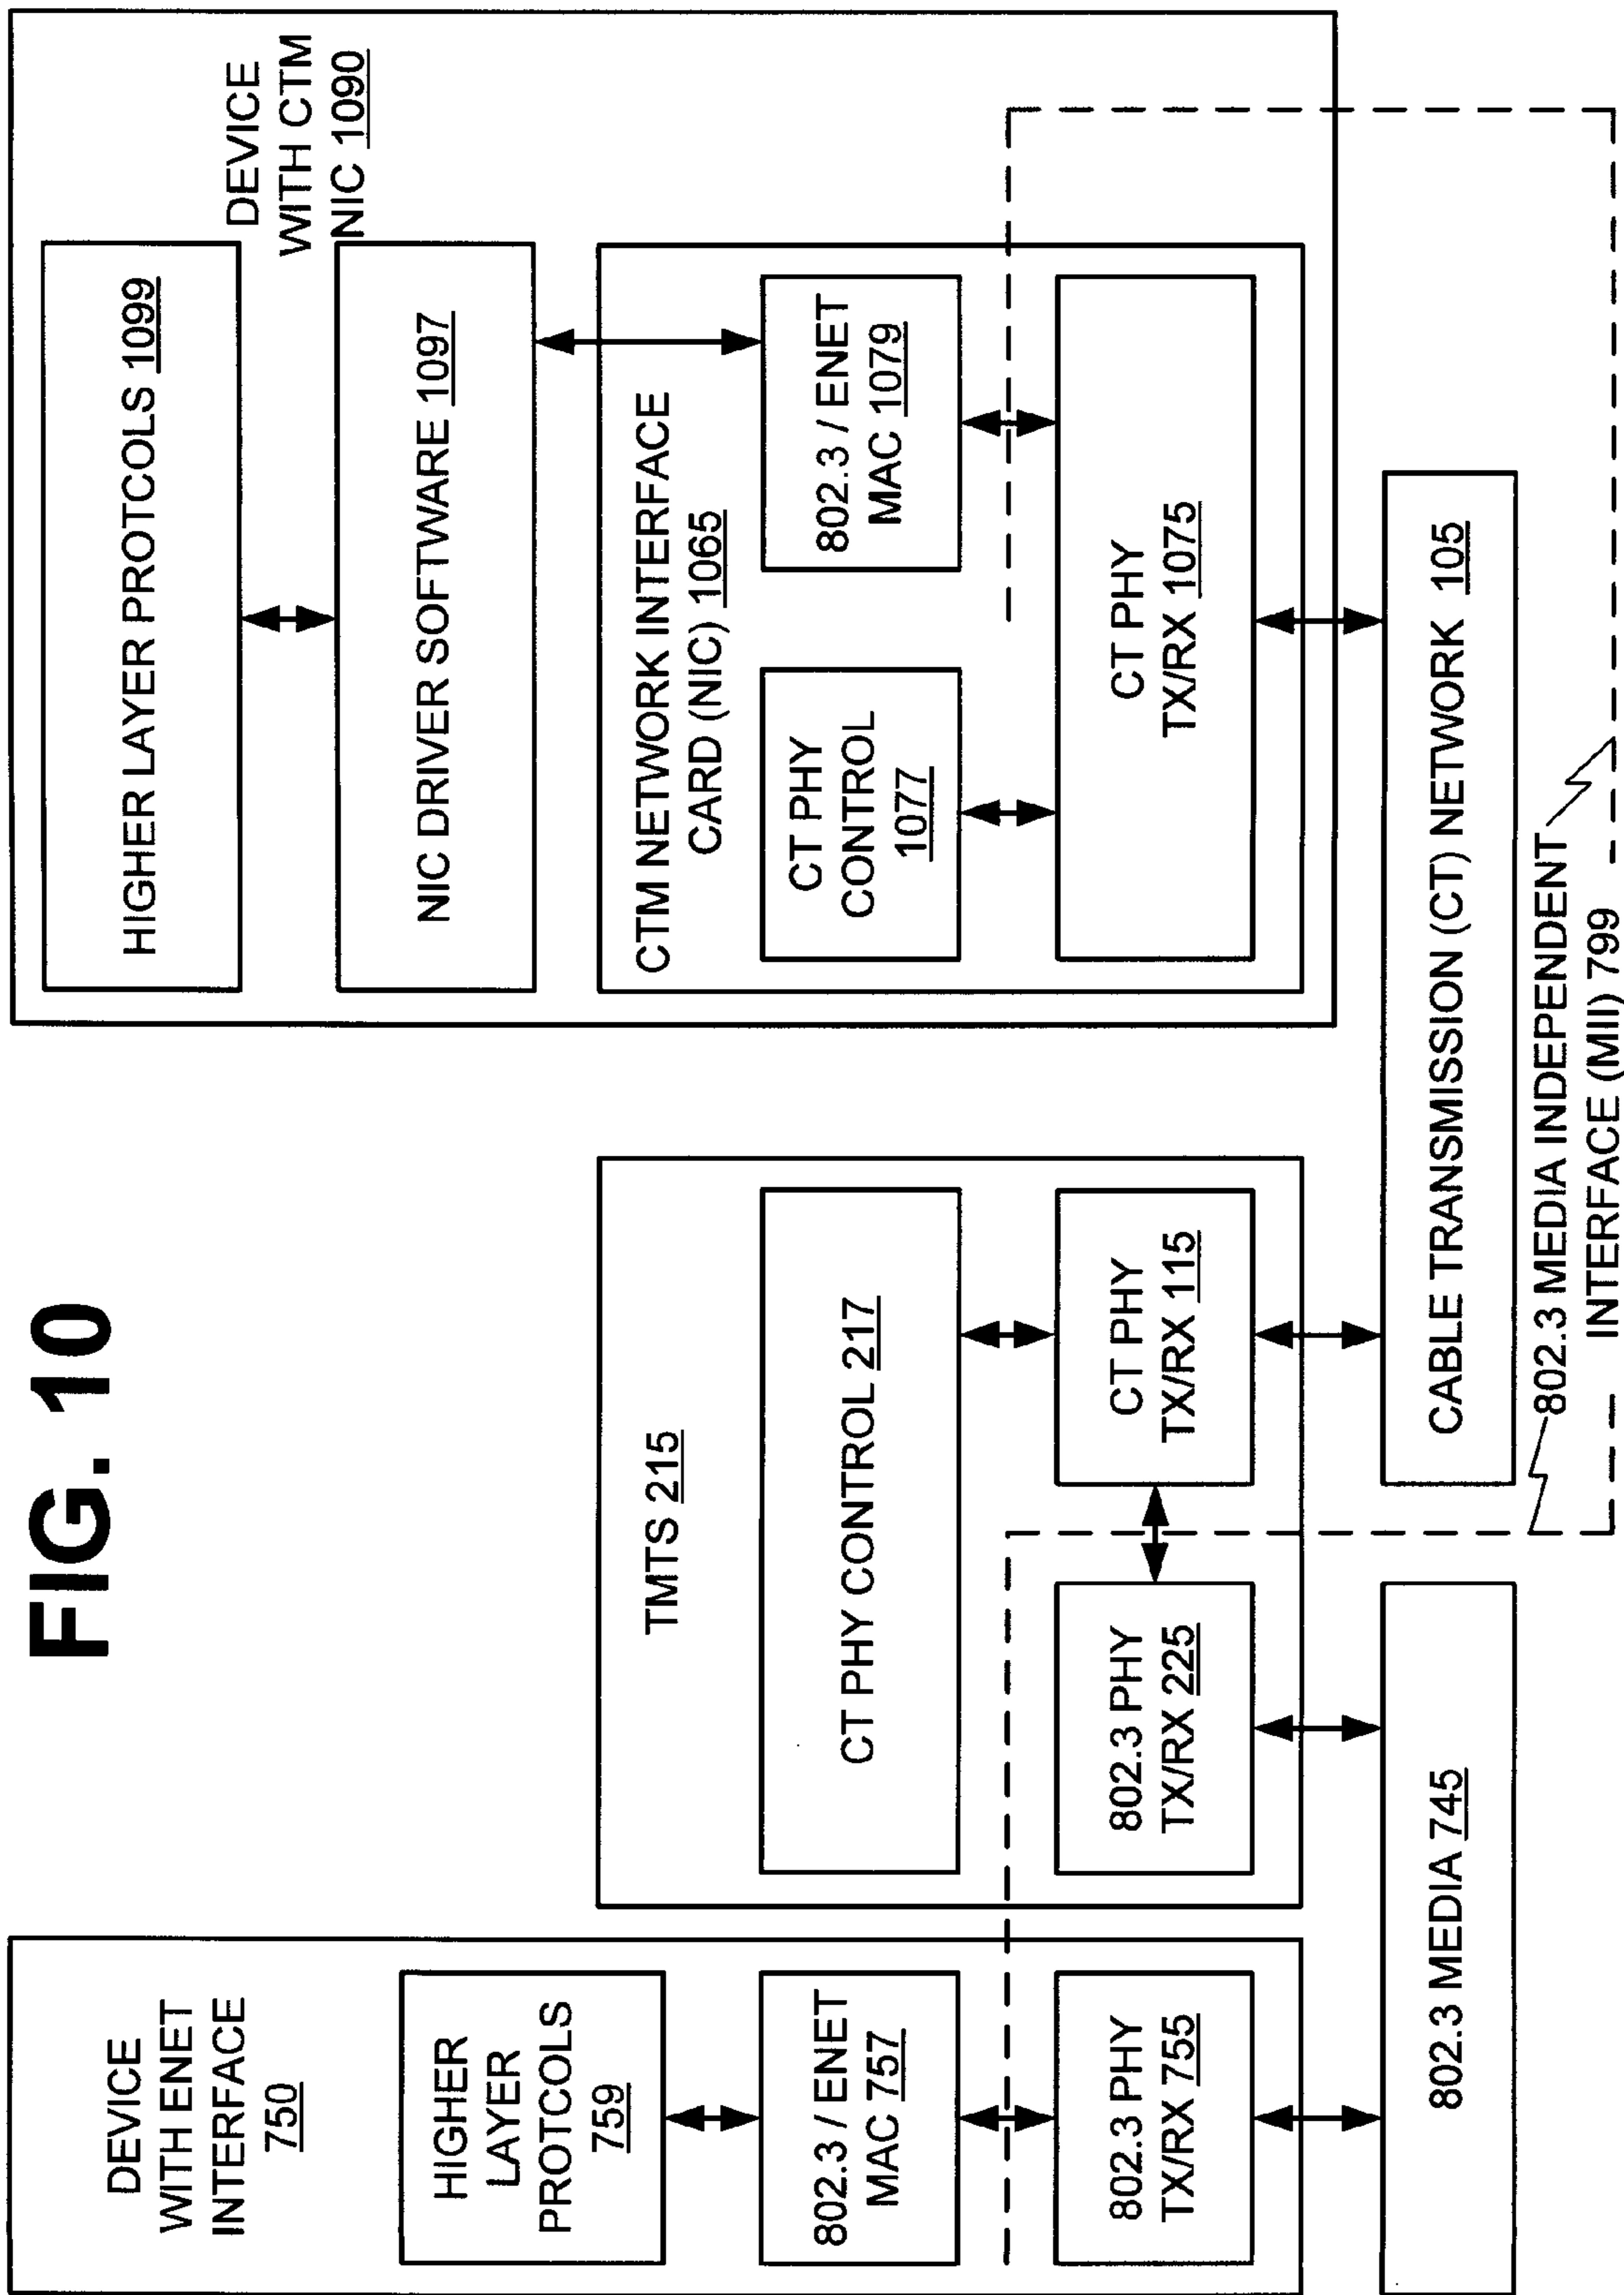 FIG. 10
DEVICE
WITH ENET
INTERFACE
750
HIGHER
LAYER
PROTCOLS
759
802.3 / ENET
MAC 757
802.3 PHY
TX/RX 755
802.3 MEDIA 745
TMTS 215
CT PHY CONTROL 217
802.3 PHY
TX/RX 225
CT PHY
TX/RX 115
DEVICE
WITH CTM
NIC 1090
HIGHER LAYER PROTCOLS 1099
NIC DRIVER SOFTWARE 1097
CTM NETWORK INTERFACE
CARD (NIC) 1065
CT PHY
CONTROL
1077
802.3 / ENET
MAC 1079
CT PHY
TX/RX 1075
CABLE TRANSMISSION (CT) NETWORK 105
802.3 MEDIA INDEPENDENT
INTERFACE (MII) 799